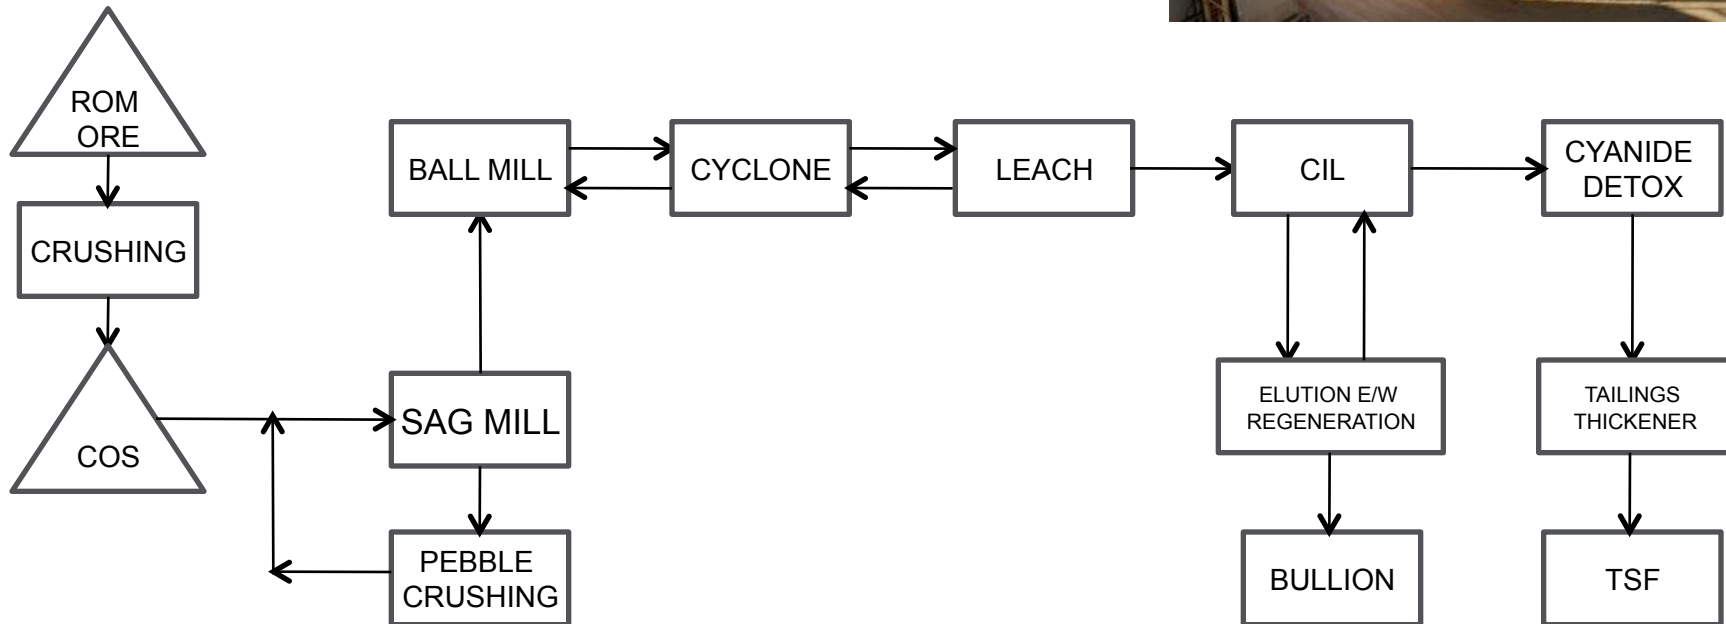 ROM
ORE
CRUSHING
COS
BALL MILL
CYCLONE
LEACH
CIL
CYANIDE
DETOX
SAG MILL
PEBBLE
CRUSHING
ELUTION E/W
REGENERATION
BULLION
TAILINGS
THICKENER
TSF